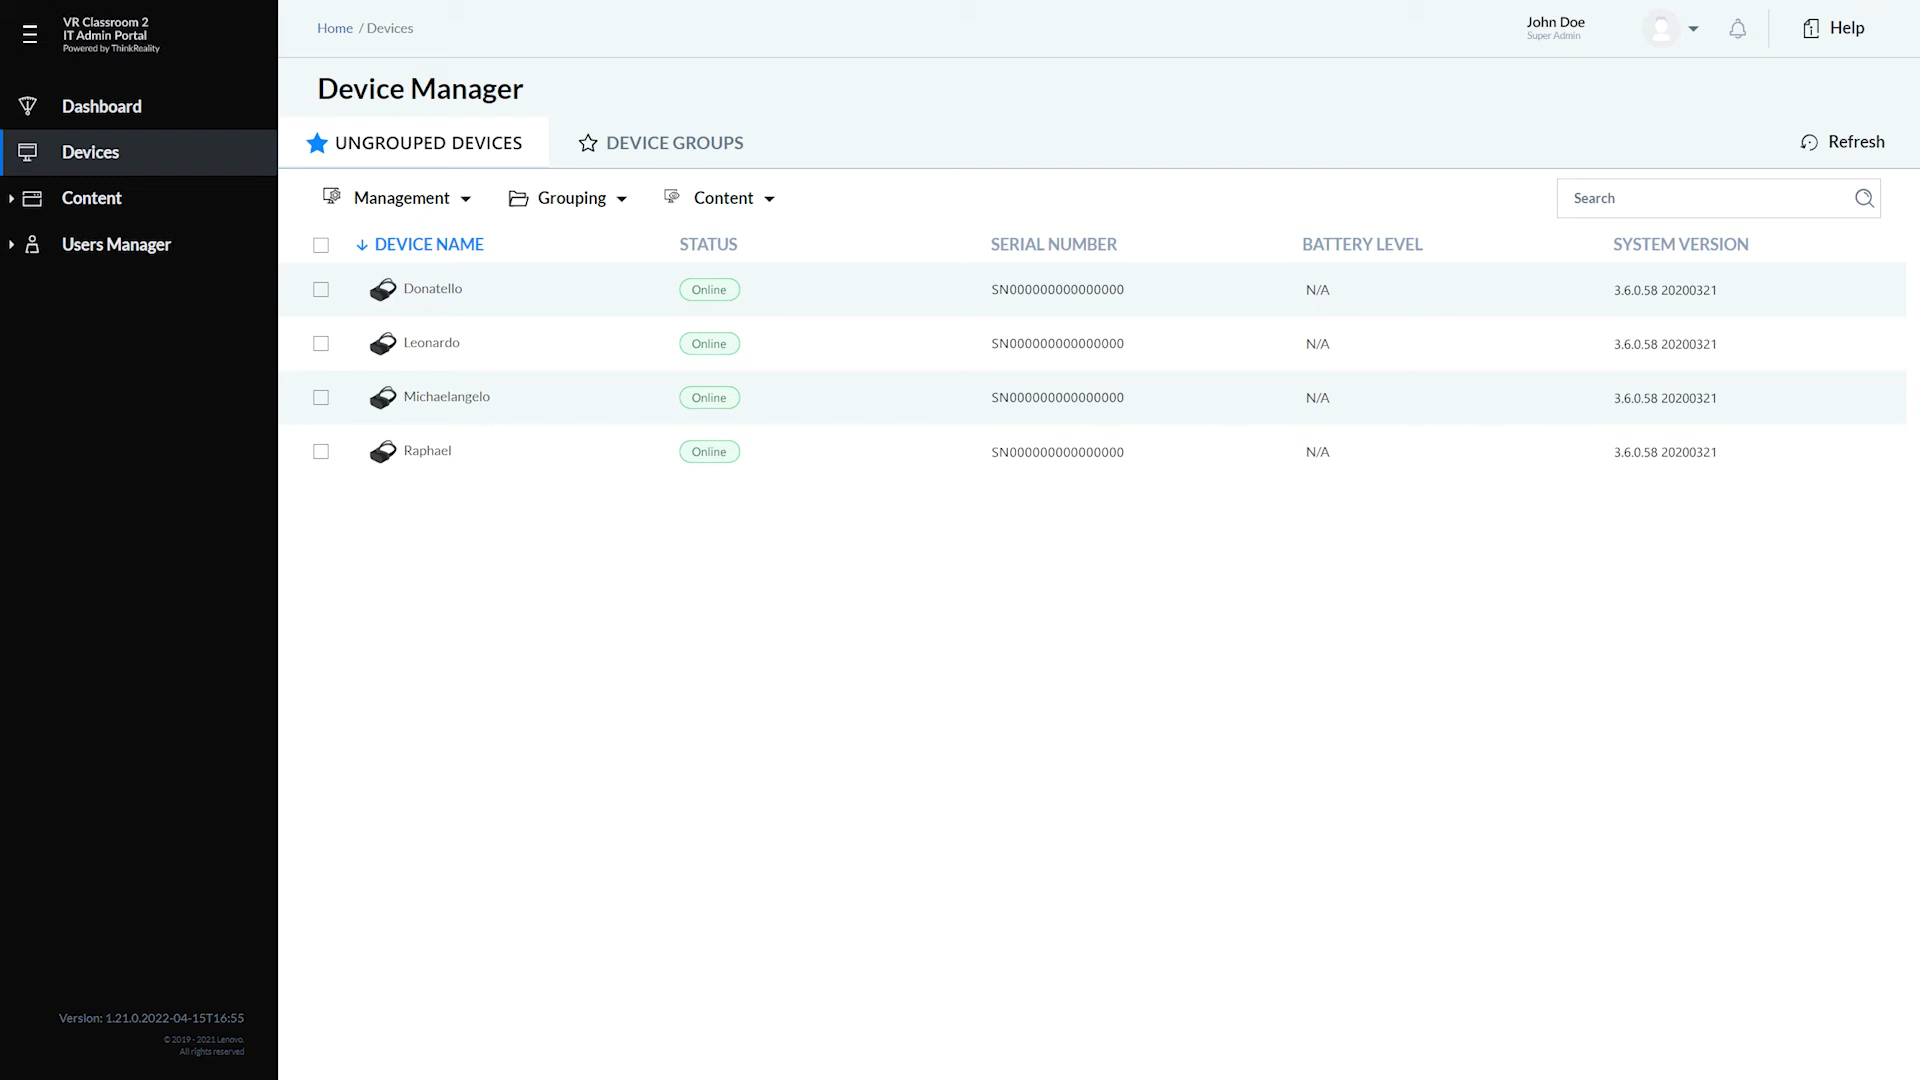 VR Classroom 2
IT Admin Portal
Powered by ThinkReality
Dashboard
Devices
Content
Users Manager
Version: 1.21.0.2022-04-15T16:55
© 2019 - 2021 Lenovo.
All rights reserved
Home / Devices
John Doe
Super Admin
Help
Device Manager
UNGROUPED DEVICES
DEVICE GROUPS
Refresh
Management
Grouping
Content
Search
DEVICE NAME STATUS SERIAL NUMBER BATTERY LEVEL SYSTEM VERSION
Donatello Online SN000000000000000 N/A 3.6.0.58 20200321
Leonardo Online SN000000000000000 N/A 3.6.0.58 20200321
Michaelangelo Online SN000000000000000 N/A 3.6.0.58 20200321
Raphael Online SN000000000000000 N/A 3.6.0.58 20200321